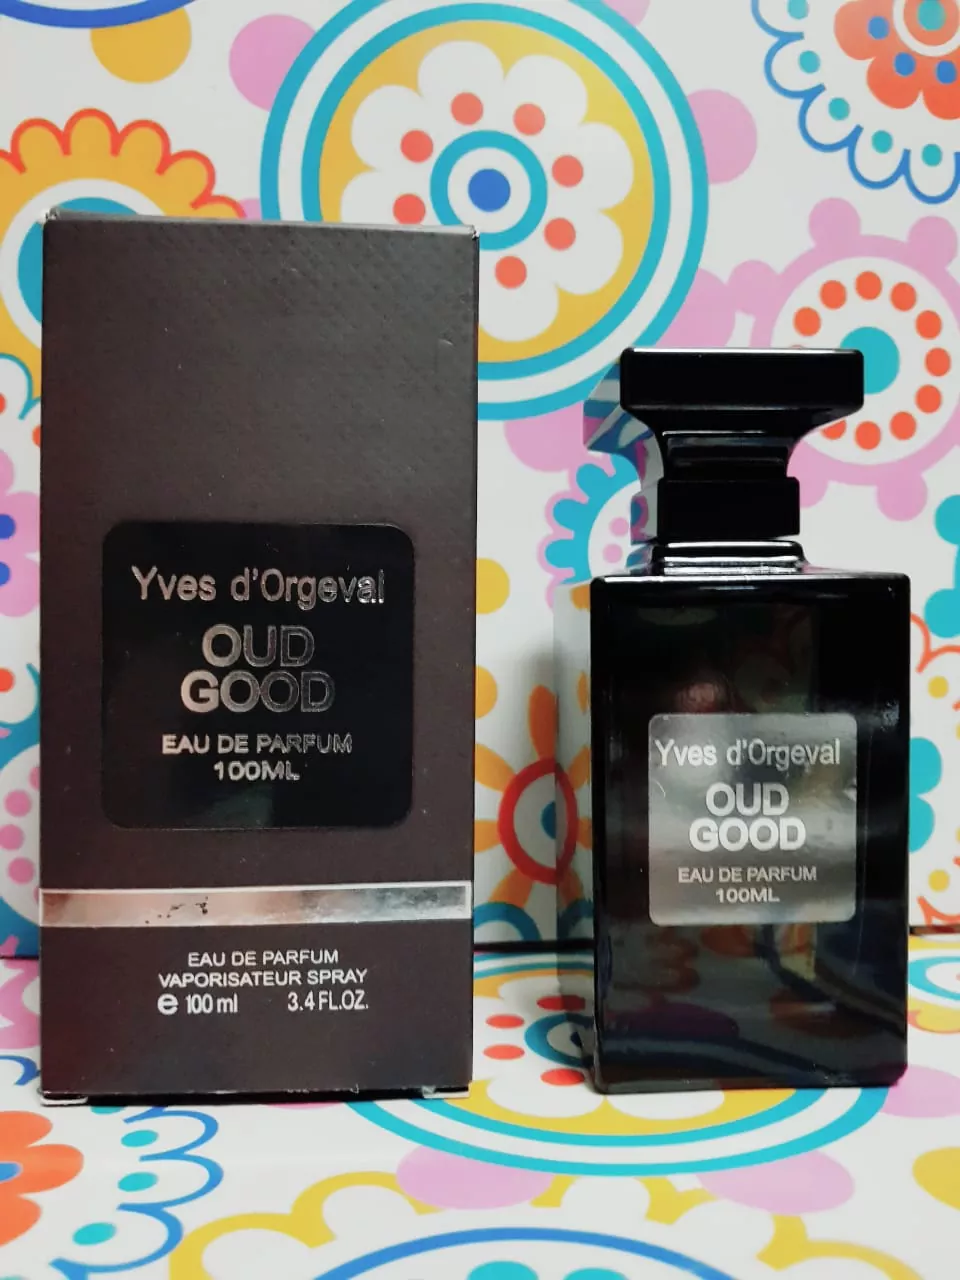 Yves d'Orgeval
OUD
GOOD
EAU DE PARFUM
100ML
EAU DE PARFUM
VAPORISATEUR SPRAY
e 100 ml 3.4 FL.OZ.
Yves d'Orgeval
OUD
GOOD
EAU DE PARFUM
100ML